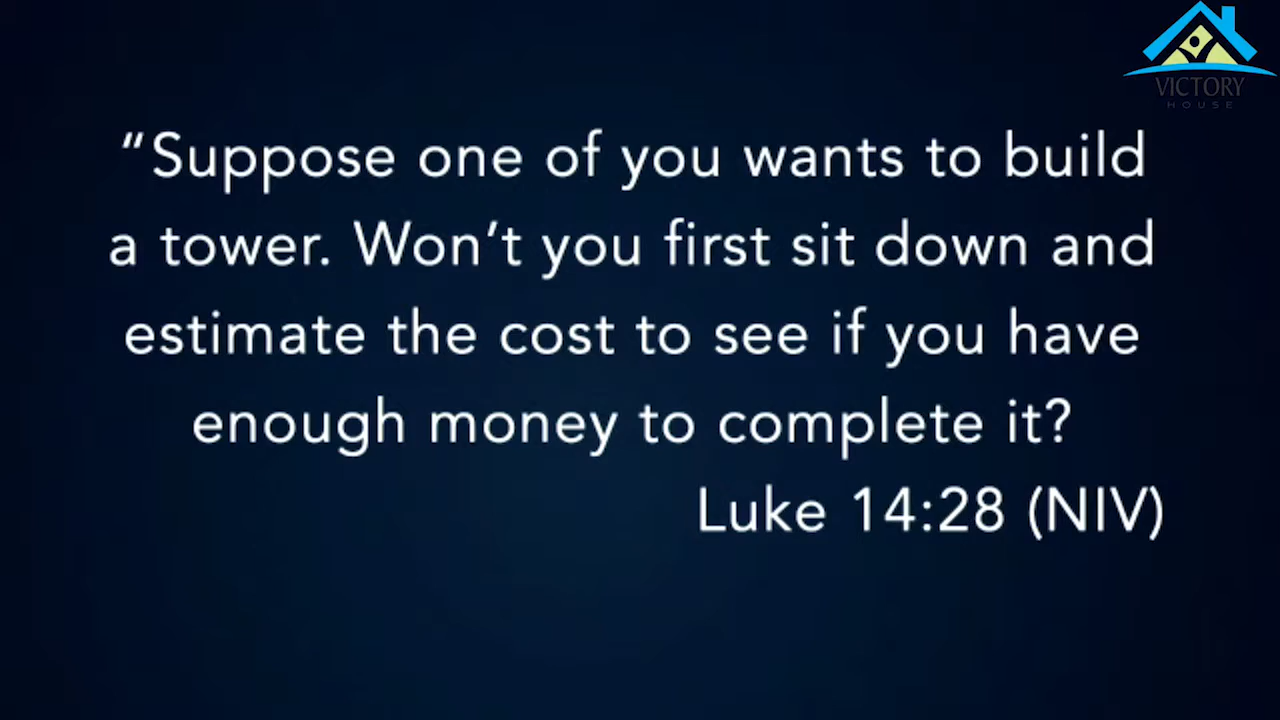 VICTORY
HOUSE
“Suppose one of you wants to build
a tower. Won’t you first sit down and
estimate the cost to see if you have
enough money to complete it?
Luke 14:28 (NIV)